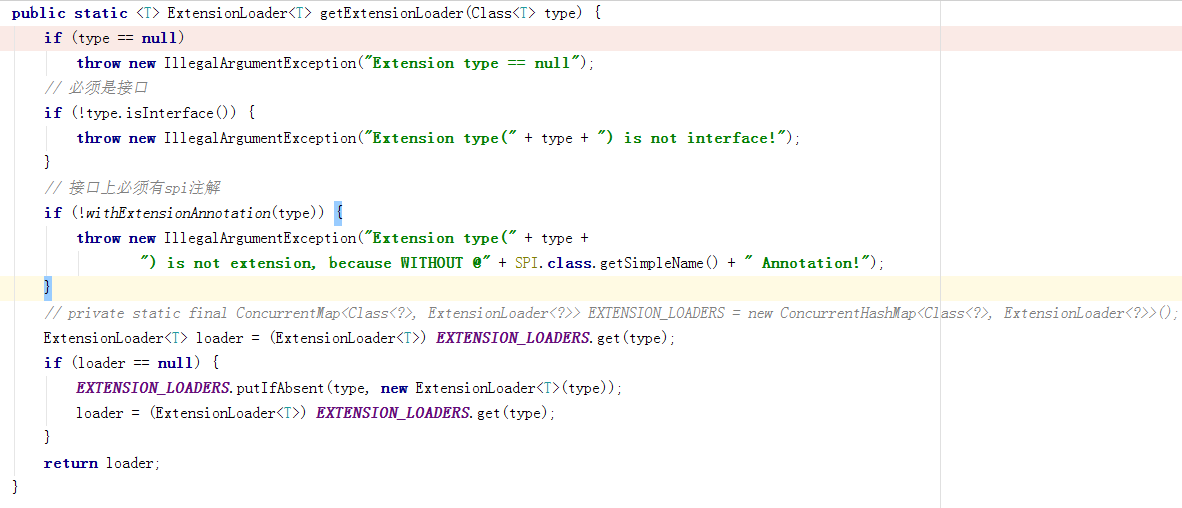 public static <T> ExtensionLoader<T> getExtensionLoader(Class<T> type) {
    if (type == null)
        throw new IllegalArgumentException("Extension type == null");
    // 必须是接口
    if (!type.isInterface()) {
        throw new IllegalArgumentException("Extension type(" + type + ") is not interface!");
    }
    // 接口上必须有spi注解
    if (!withExtensionAnnotation(type)) {
        throw new IllegalArgumentException("Extension type(" + type +
                ") is not extension, because WITHOUT @" + SPI.class.getSimpleName() + " Annotation!");
    }
    // private static final ConcurrentMap<Class<?>, ExtensionLoader<?>> EXTENSION_LOADERS = new ConcurrentHashMap<Class<?>, ExtensionLoader<?>>();
    ExtensionLoader<T> loader = (ExtensionLoader<T>) EXTENSION_LOADERS.get(type);
    if (loader == null) {
        EXTENSION_LOADERS.putIfAbsent(type, new ExtensionLoader<T>(type));
        loader = (ExtensionLoader<T>) EXTENSION_LOADERS.get(type);
    }
    return loader;
}